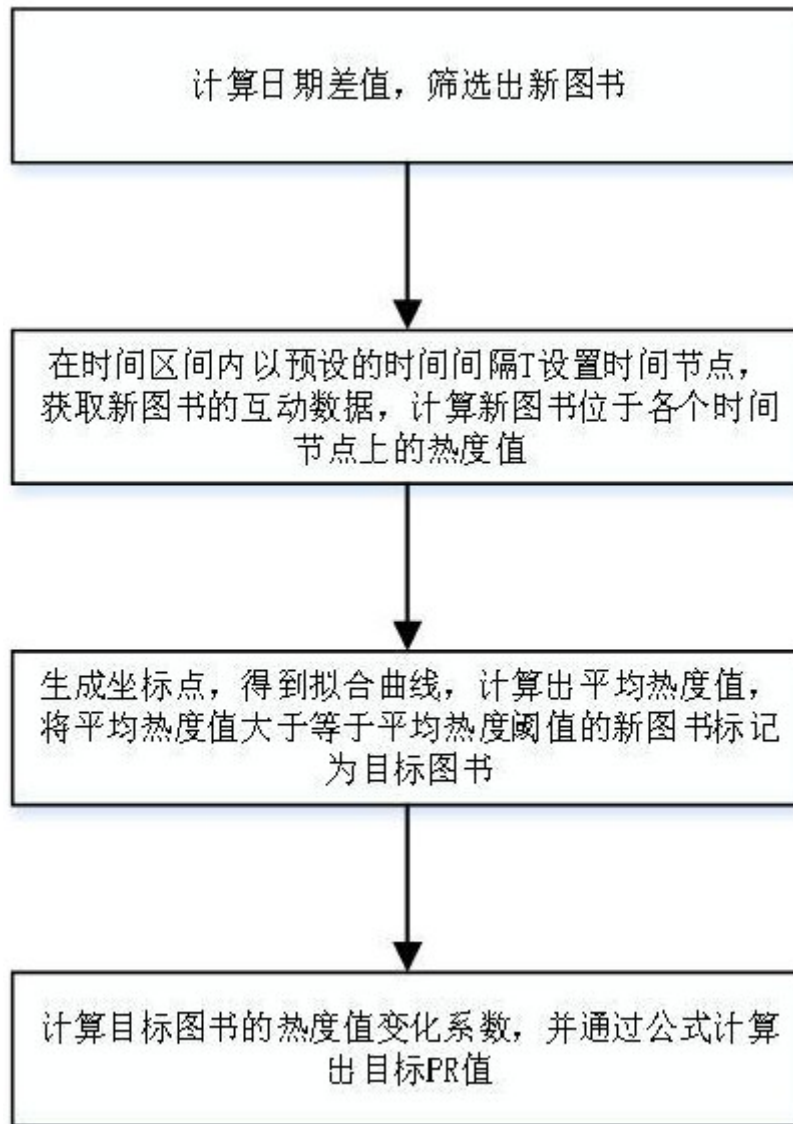 计算日期差值，筛选出新图书
在时间区间内以预设的时间间隔T设置时间节点，
获取新图书的互动数据，计算新图书位于各个时间
节点上的热度值
生成坐标点，得到拟合曲线，计算出平均热度值，
将平均热度值大于等于平均热度阈值的新图书标记
为目标图书
计算目标图书的热度值变化系数，并通过公式计算
出目标PR值